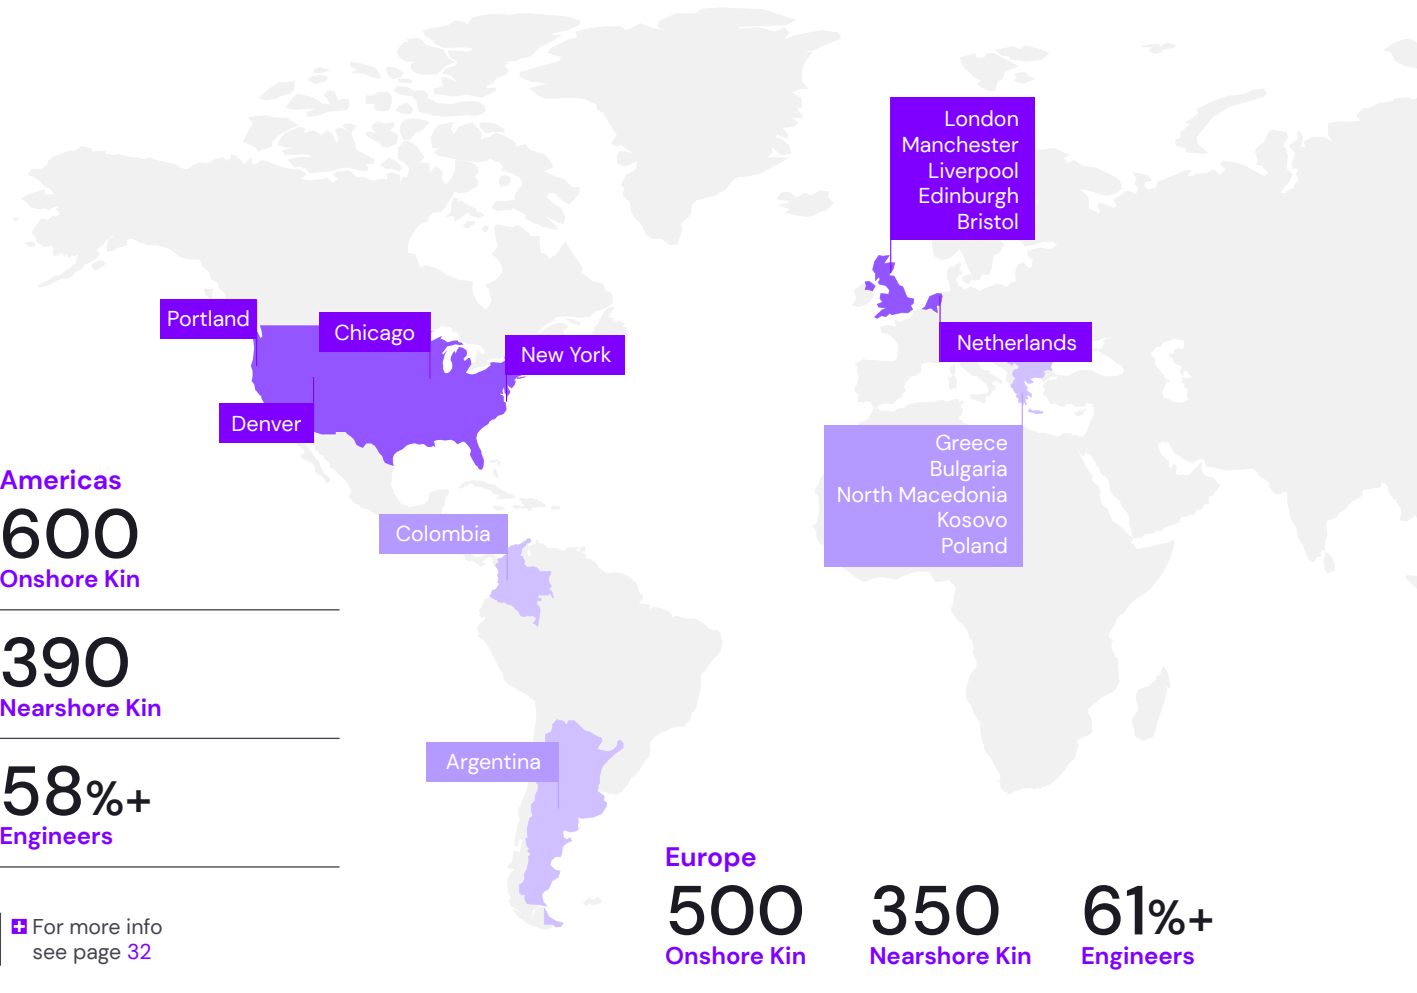 London
Manchester
Liverpool
Edinburgh
Bristol
Portland
Chicago
New York
Netherlands
Denver
Greece
Bulgaria
North Macedonia
Kosovo
Poland
Colombia
Argentina
Americas
600
Onshore Kin
390
Nearshore Kin
58%+
Engineers
For more info
see page 32
Europe
500
Onshore Kin
350
Nearshore Kin
61%+
Engineers